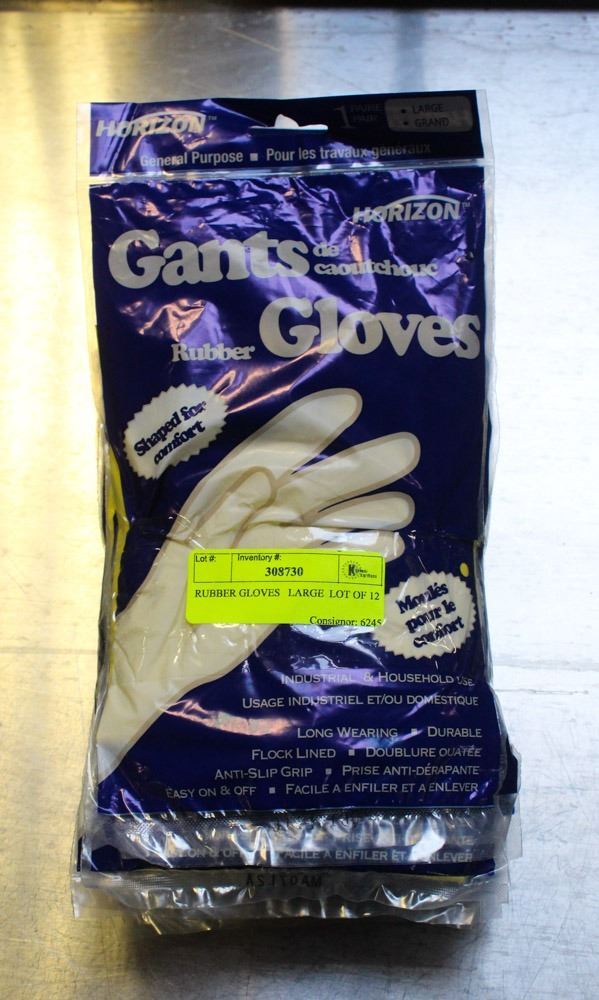 HORIZON™
1 PAIRE
PAIR
• LARGE
• GRAND
General Purpose ■ Pour les travaux généraux
HORIZON™
Gants de caoutchouc
Rubber Gloves
Shaped for
comfort
Lot #: Inventory #:
308730
RUBBER GLOVES LARGE LOT OF 12
Consignor: 6245
Moulés
pour le
confort
INDUSTRIAL & HOUSEHOLD USE
USAGE INDUSTRIEL ET/OU DOMESTIQUE
LONG WEARING ■ DURABLE
FLOCK LINED ■ DOUBLURE OUATÉE
ANTI-SLIP GRIP ■ PRISE ANTI-DÉRAPANTE
EASY ON & OFF ■ FACILE A ENFILER ET A ENLEVER
FACILE A ENFILER ET A ENLEVER